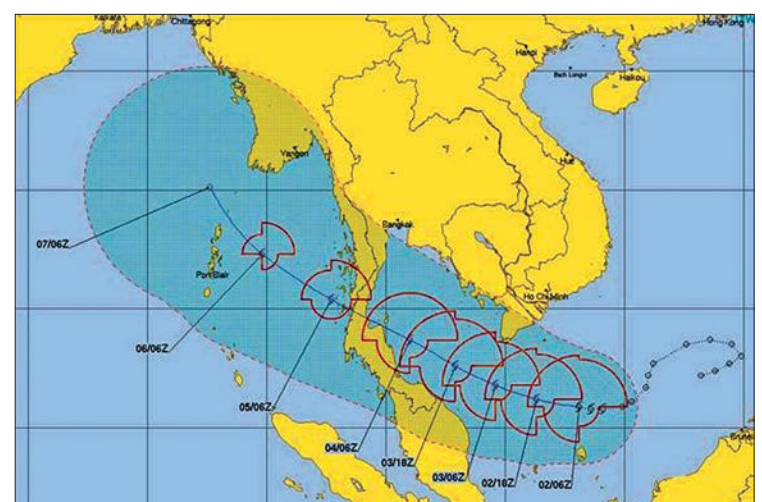 Kolkata
Chittagong
Hong Kong
Hanoi
Bach Longvi
Haikou
Yangon
Hue
Bangkok
07/06Z
Port Blair
Ho Chi Minh
06/06Z
05/06Z
Brunei
04/06Z
03/18Z
03/06Z
02/18Z
02/06Z